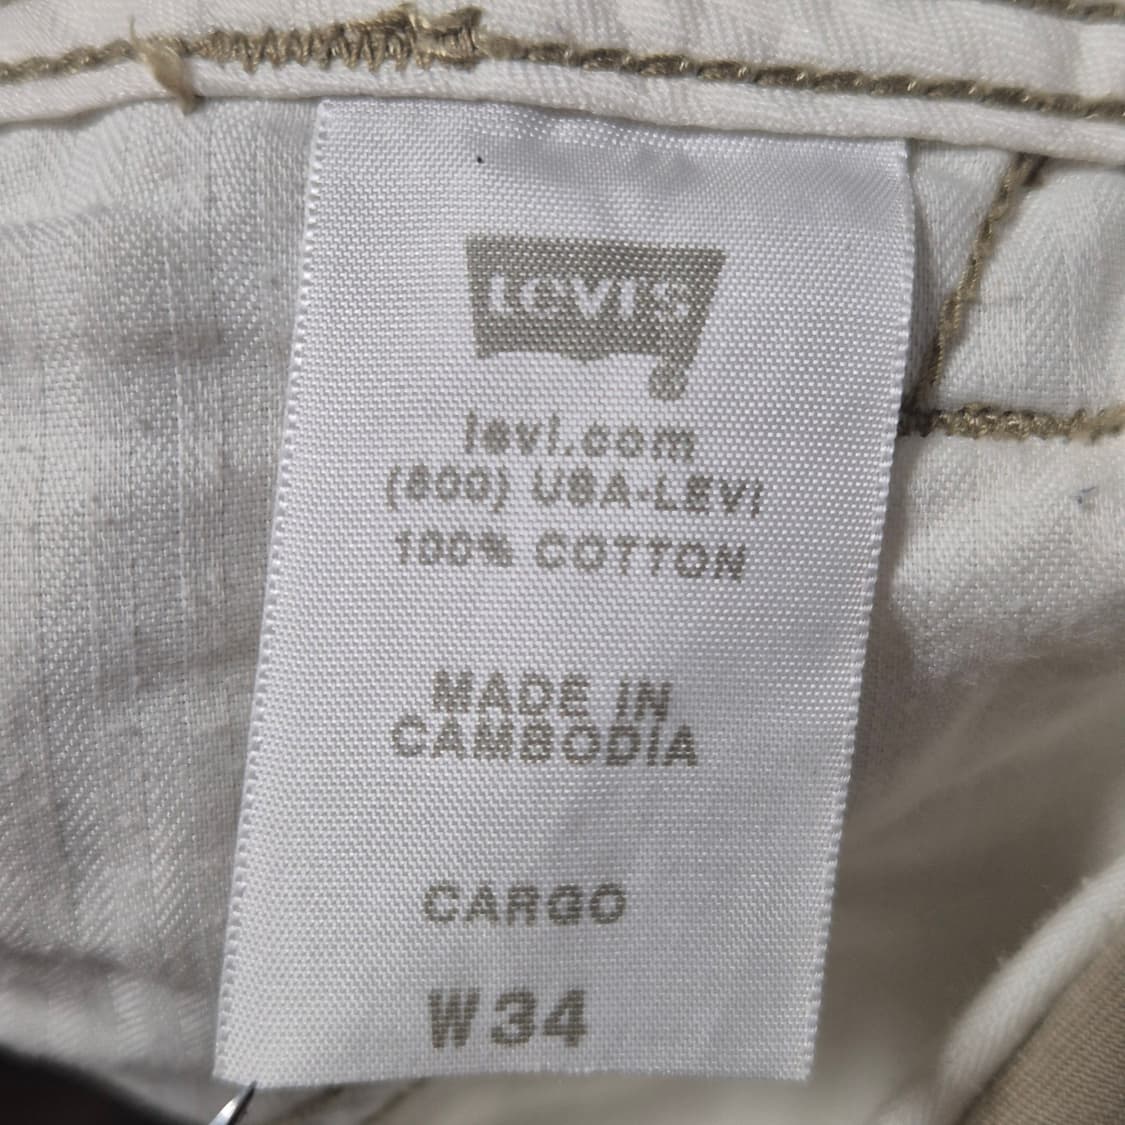 LEVI'S
®
levi.com
(800) USA-LEVI
100% COTTON
MADE IN
CAMBODIA
CARGO
W34